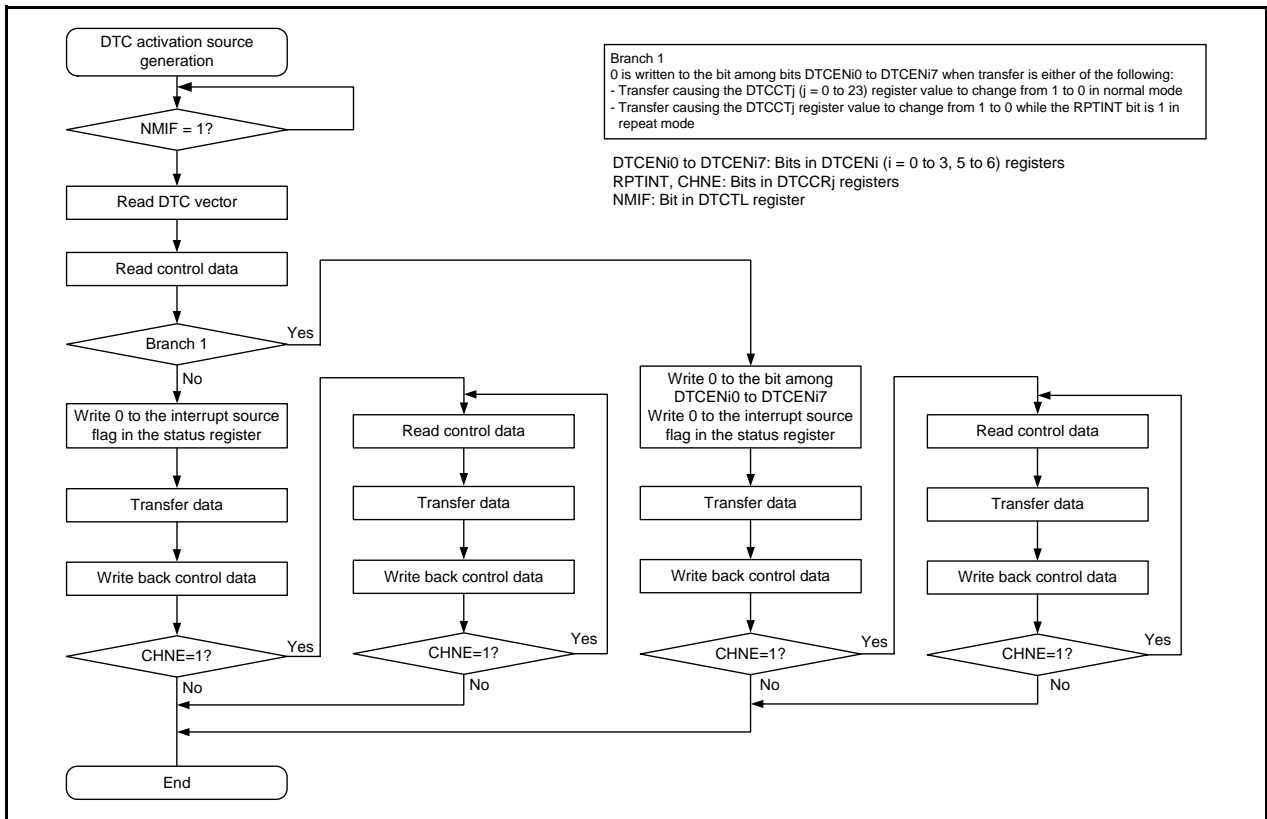 DTC activation source
generation
NMIF = 1?
Read DTC vector
Read control data
Branch 1
Yes
No
Write 0 to the interrupt source
flag in the status register
Transfer data
Write back control data
CHNE=1?
Yes
No
Read control data
Transfer data
Write back control data
CHNE=1?
Yes
No
Write 0 to the bit among
DTCENi0 to DTCENi7
Write 0 to the interrupt source
flag in the status register
Transfer data
Write back control data
CHNE=1?
Yes
No
Read control data
Transfer data
Write back control data
CHNE=1?
Yes
No
End
Branch 1
0 is written to the bit among bits DTCENi0 to DTCENi7 when transfer is either of the following:
- Transfer causing the DTCCTj (j = 0 to 23) register value to change from 1 to 0 in normal mode
- Transfer causing the DTCCTj register value to change from 1 to 0 while the RPTINT bit is 1 in
repeat mode
DTCENi0 to DTCENi7: Bits in DTCENi (i = 0 to 3, 5 to 6) registers
RPTINT, CHNE: Bits in DTCCRj registers
NMIF: Bit in DTCTL register